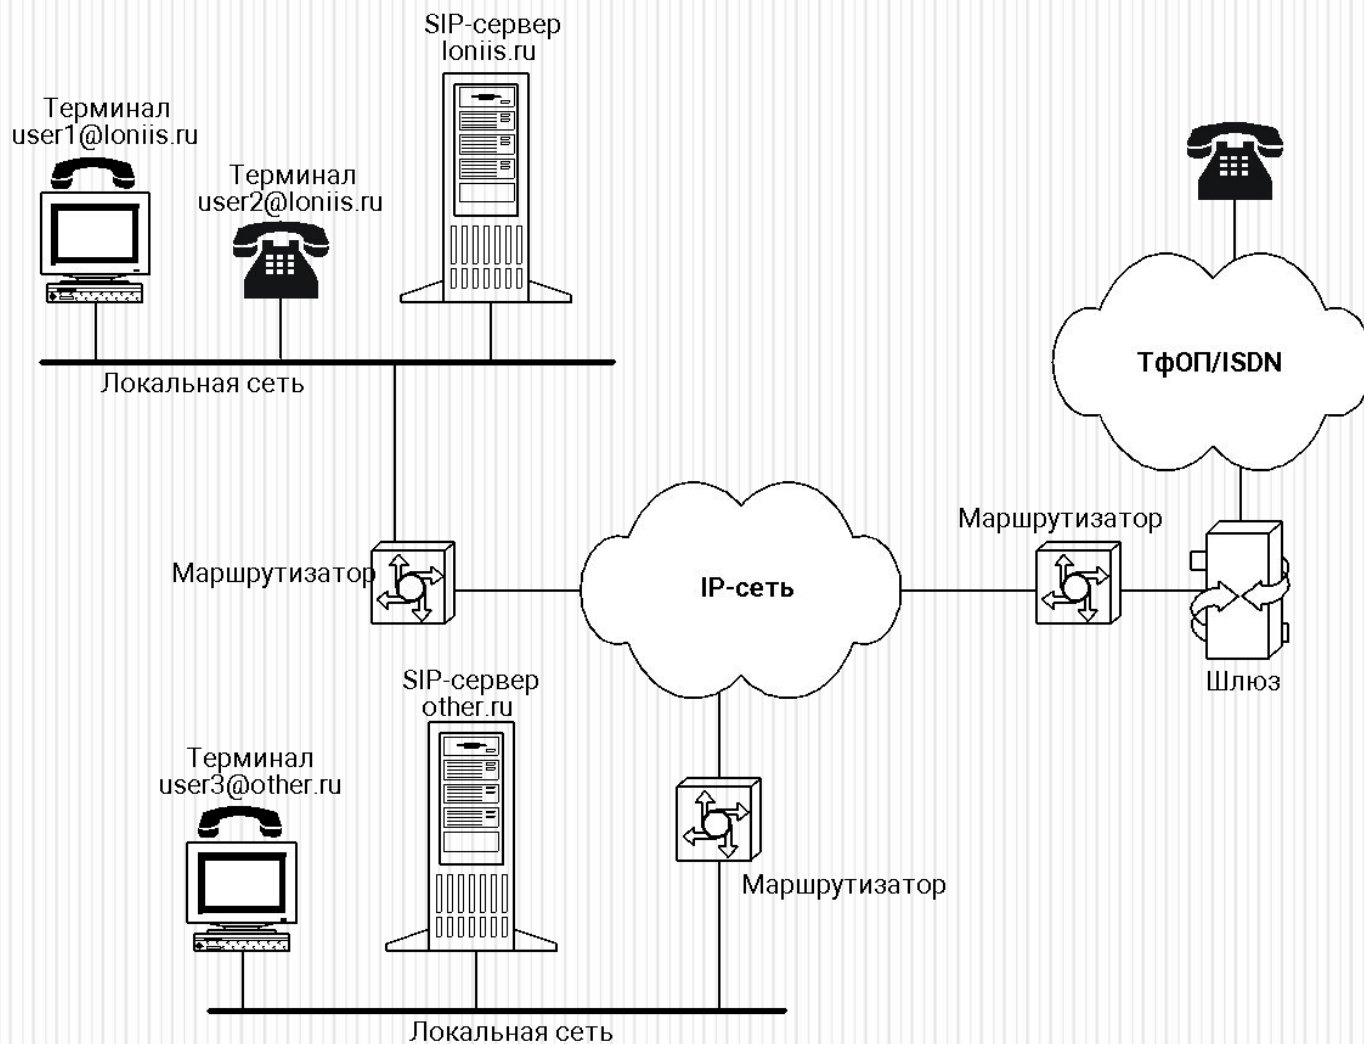 SIP-сервер
loniis.ru
Терминал
user1@loniis.ru
Терминал
user2@loniis.ru
Локальная сеть
ТфОП/ISDN
Маршрутизатор
Маршрутизатор
IP-сеть
Шлюз
SIP-сервер
other.ru
Терминал
user3@other.ru
Маршрутизатор
Локальная сеть